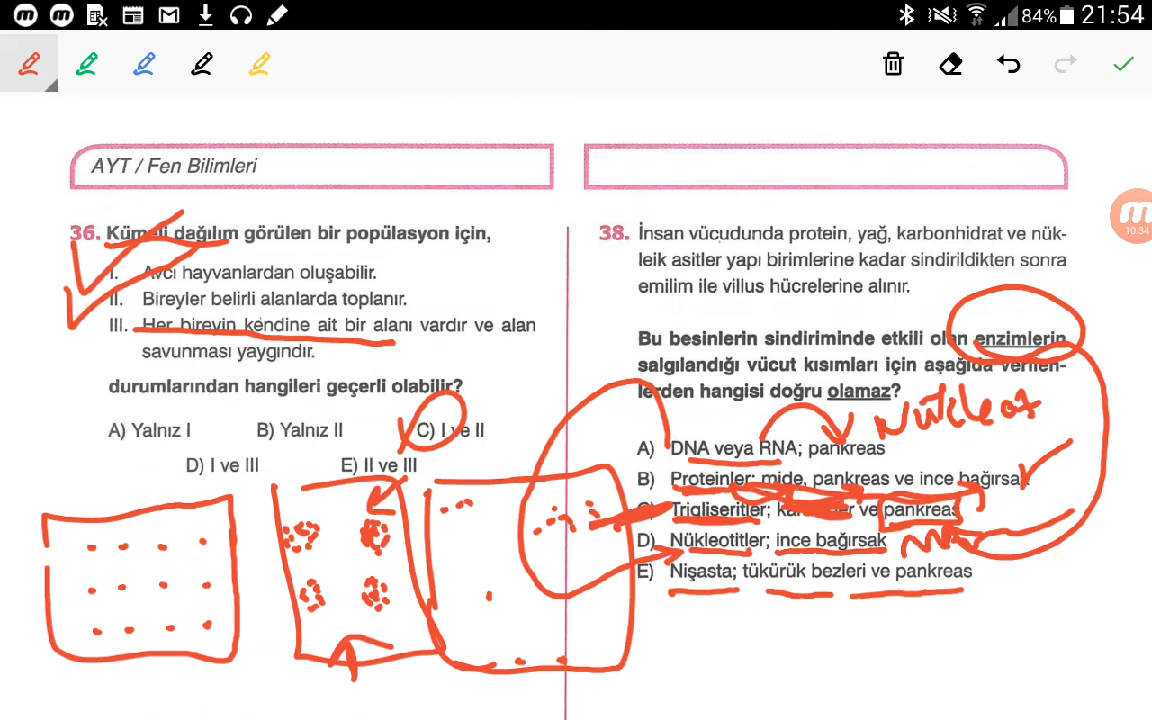 84% 21:54
AYT / Fen Bilimleri
36. Kümeli dağılım görülen bir popülasyon için,
I. Avcı hayvanlardan oluşabilir.
II. Bireyler belirli alanlarda toplanır.
III. Her bireyin kendine ait bir alanı vardır ve alan
savunması yaygındır.
durumlarından hangileri geçerli olabilir?
A) Yalnız I B) Yalnız II C) I ve II
D) I ve III E) II ve III
38. İnsan vücudunda protein, yağ, karbonhidrat ve nük-
leik asitler yapı birimlerine kadar sindirildikten sonra
emilim ile villus hücrelerine alınır.
Bu besinlerin sindiriminde etkili olan enzimlerin
salgılandığı vücut kısımları için aşağıda verilen-
lerden hangisi doğru olamaz?
Nükleot
A) DNA veya RNA; pankreas
B) Proteinler; mide, pankreas ve ince bağırsak
C) Trigliseritler; karaciğer ve pankreas
D) Nükleotitler; ince bağırsak
E) Nişasta; tükürük bezleri ve pankreas
10.34